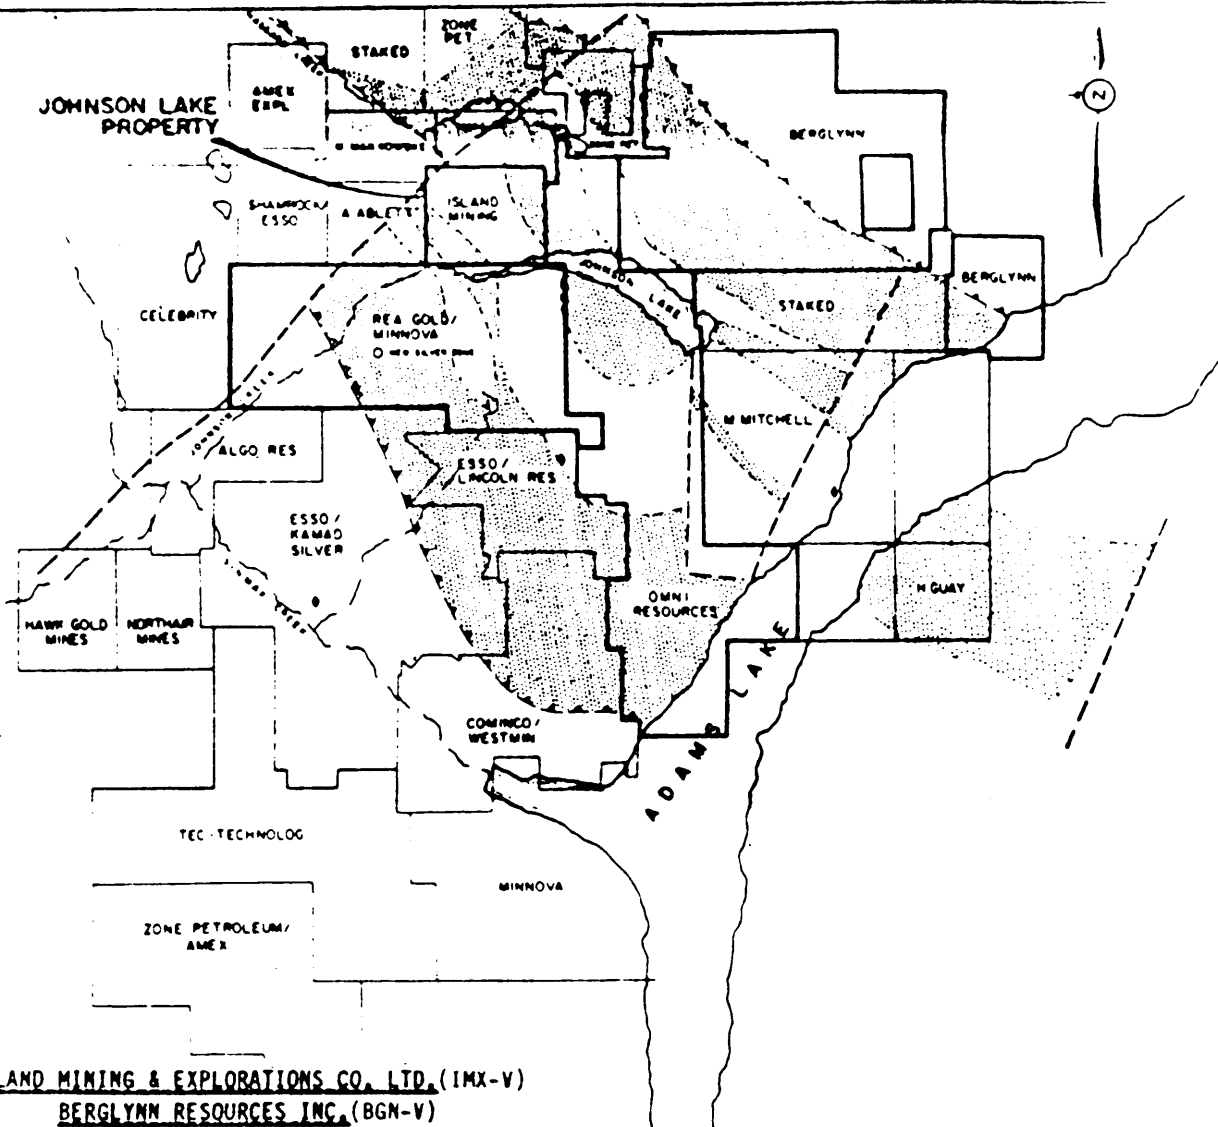 STAKED
ZONE
PET
AMEX
EXPL
JOHNSON LAKE
PROPERTY
BERGLYNN
SHAMROCK/
ESSO
A ABLETT
ISLAND
MINING
JOHNSON LAKE
BERGLYNN
STAKED
CELEBRITY
REA GOLD/
MINNOVA
M MITCHELL
ALGO RES
ESSO/
LINCOLN RES
ESSO/
KAMAD
SILVER
OMNI
RESOURCES
H GUAY
HAWK GOLD
MINES
NORTHAIR
MINES
COMINCO/
WESTMIN
ADAMS LAKE
TEC-TECHNOLOG
MINNOVA
ZONE PETROLEUM/
AMEX
N
LAND MINING & EXPLORATIONS CO. LTD.(IMX-V)
BERGLYNN RESOURCES INC.(BGN-V)